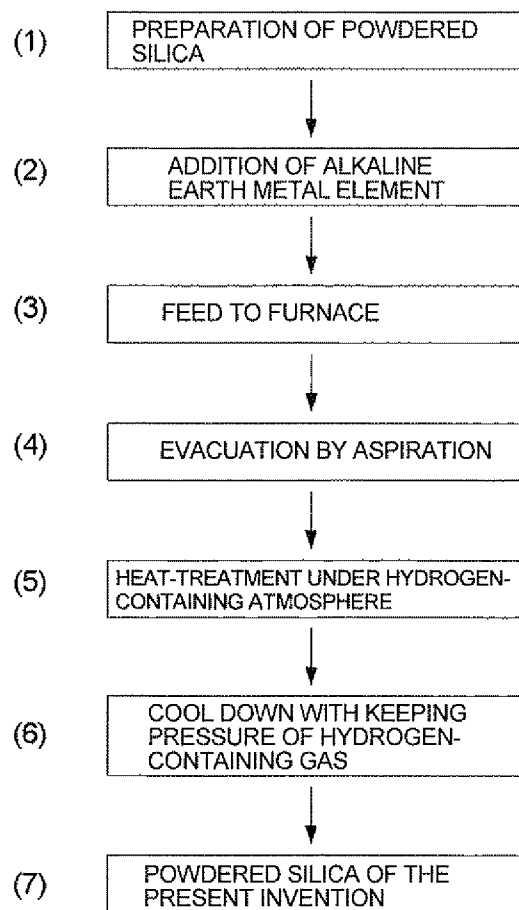 (1)
PREPARATION OF POWDERED
SILICA
(2)
ADDITION OF ALKALINE
EARTH METAL ELEMENT
(3)
FEED TO FURNACE
(4)
EVACUATION BY ASPIRATION
(5)
HEAT-TREATMENT UNDER HYDROGEN-
CONTAINING ATMOSPHERE
(6)
COOL DOWN WITH KEEPING
PRESSURE OF HYDROGEN-
CONTAINING GAS
(7)
POWDERED SILICA OF THE
PRESENT INVENTION